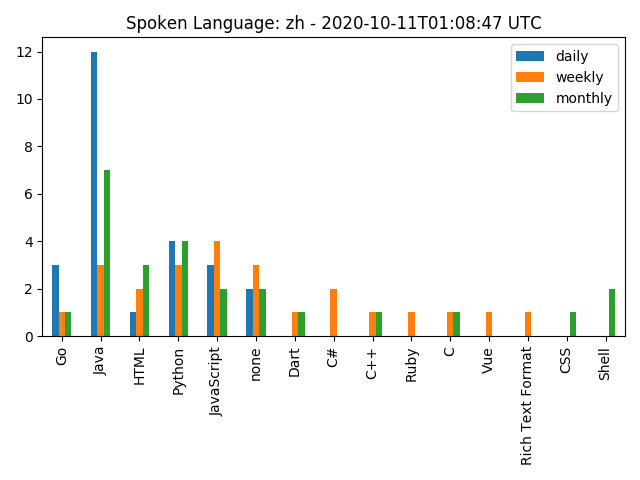 Spoken Language: zh - 2020-10-11T01:08:47 UTC
daily
weekly
monthly
12
10
8
6
4
2
0
Go
Java
HTML
Python
JavaScript
none
Dart
C#
C++
Ruby
C
Vue
Rich Text Format
CSS
Shell